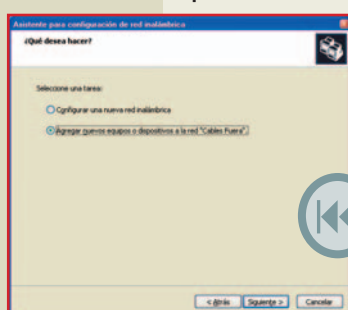 Asistente para configuración de red inalámbrica
¿Qué desea hacer?
Seleccione una tarea:
Configurar una nueva red inalámbrica
Agregar nuevos equipos o dispositivos a la red "Cables Fuera".
< Atrás
Siguiente >
Cancelar